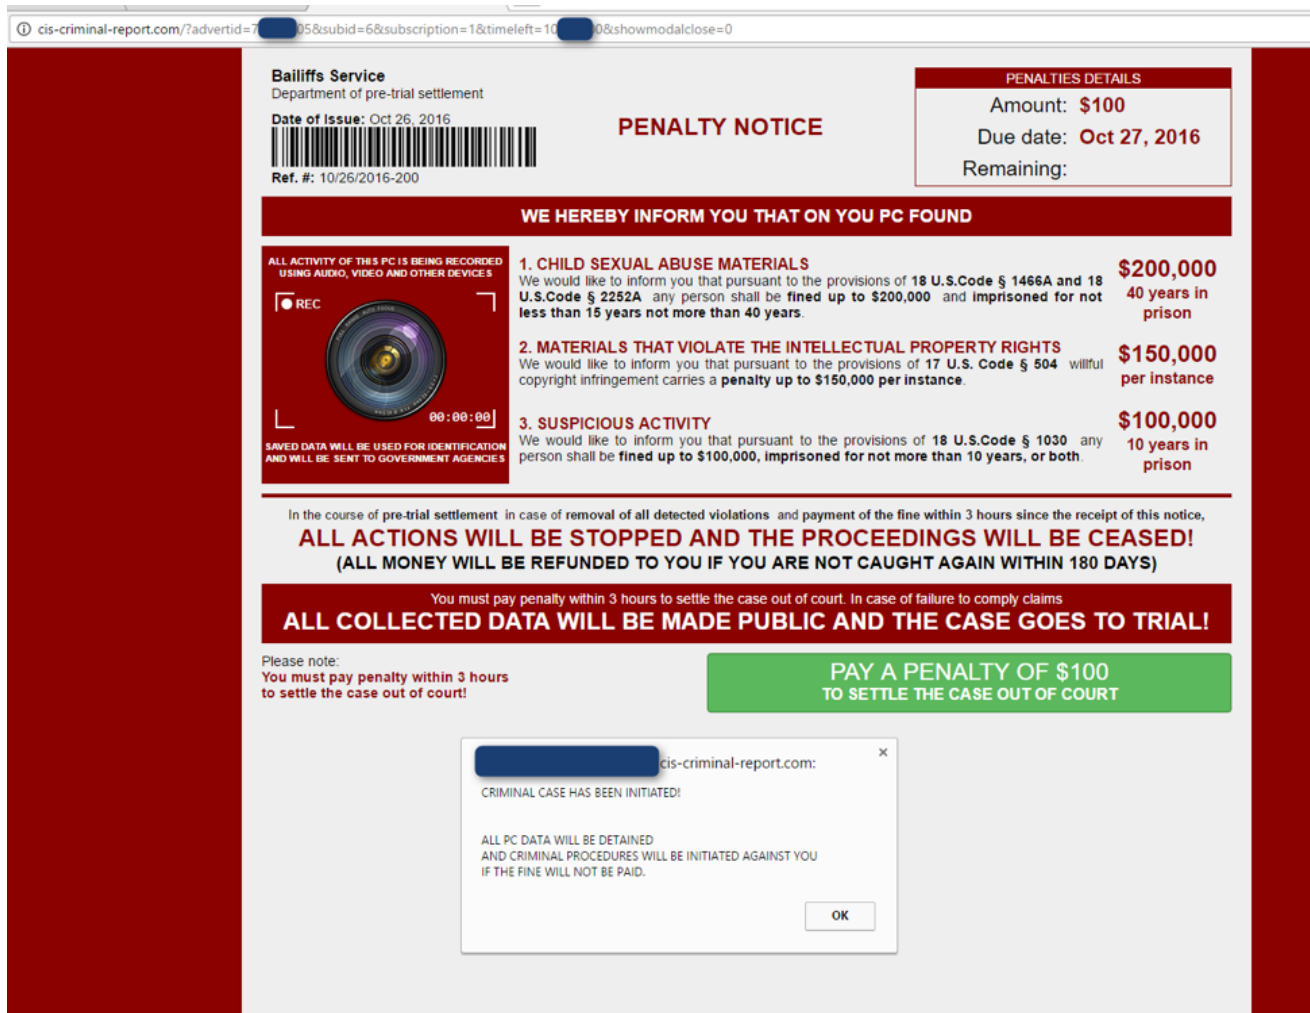 cis-criminal-report.com/?advertid=7 05&subid=6&subscription=1&timeleft=10 0&showmodalclose=0
Bailiffs Service
Department of pre-trial settlement
Date of Issue: Oct 26, 2016
Ref. #: 10/26/2016-200
PENALTY NOTICE
PENALTIES DETAILS
Amount: $100
Due date: Oct 27, 2016
Remaining:
WE HEREBY INFORM YOU THAT ON YOU PC FOUND
ALL ACTIVITY OF THIS PC IS BEING RECORDED
USING AUDIO, VIDEO AND OTHER DEVICES
REC
00:00:00
SAVED DATA WILL BE USED FOR IDENTIFICATION
AND WILL BE SENT TO GOVERNMENT AGENCIES
1. CHILD SEXUAL ABUSE MATERIALS
We would like to inform you that pursuant to the provisions of 18 U.S.Code § 1466A and 18
U.S.Code § 2252A any person shall be fined up to $200,000 and imprisoned for not
less than 15 years not more than 40 years.
$200,000
40 years in
prison
2. MATERIALS THAT VIOLATE THE INTELLECTUAL PROPERTY RIGHTS
We would like to inform you that pursuant to the provisions of 17 U.S. Code § 504 willful
copyright infringement carries a penalty up to $150,000 per instance.
$150,000
per instance
3. SUSPICIOUS ACTIVITY
We would like to inform you that pursuant to the provisions of 18 U.S.Code § 1030 any
person shall be fined up to $100,000, imprisoned for not more than 10 years, or both.
$100,000
10 years in
prison
In the course of pre-trial settlement in case of removal of all detected violations and payment of the fine within 3 hours since the receipt of this notice,
ALL ACTIONS WILL BE STOPPED AND THE PROCEEDINGS WILL BE CEASED!
(ALL MONEY WILL BE REFUNDED TO YOU IF YOU ARE NOT CAUGHT AGAIN WITHIN 180 DAYS)
You must pay penalty within 3 hours to settle the case out of court. In case of failure to comply claims
ALL COLLECTED DATA WILL BE MADE PUBLIC AND THE CASE GOES TO TRIAL!
Please note:
You must pay penalty within 3 hours
to settle the case out of court!
PAY A PENALTY OF $100
TO SETTLE THE CASE OUT OF COURT
cis-criminal-report.com:
CRIMINAL CASE HAS BEEN INITIATED!
ALL PC DATA WILL BE DETAINED
AND CRIMINAL PROCEDURES WILL BE INITIATED AGAINST YOU
IF THE FINE WILL NOT BE PAID.
OK